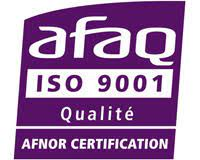 afaq
ISO 9001
Qualité
AFNOR CERTIFICATION